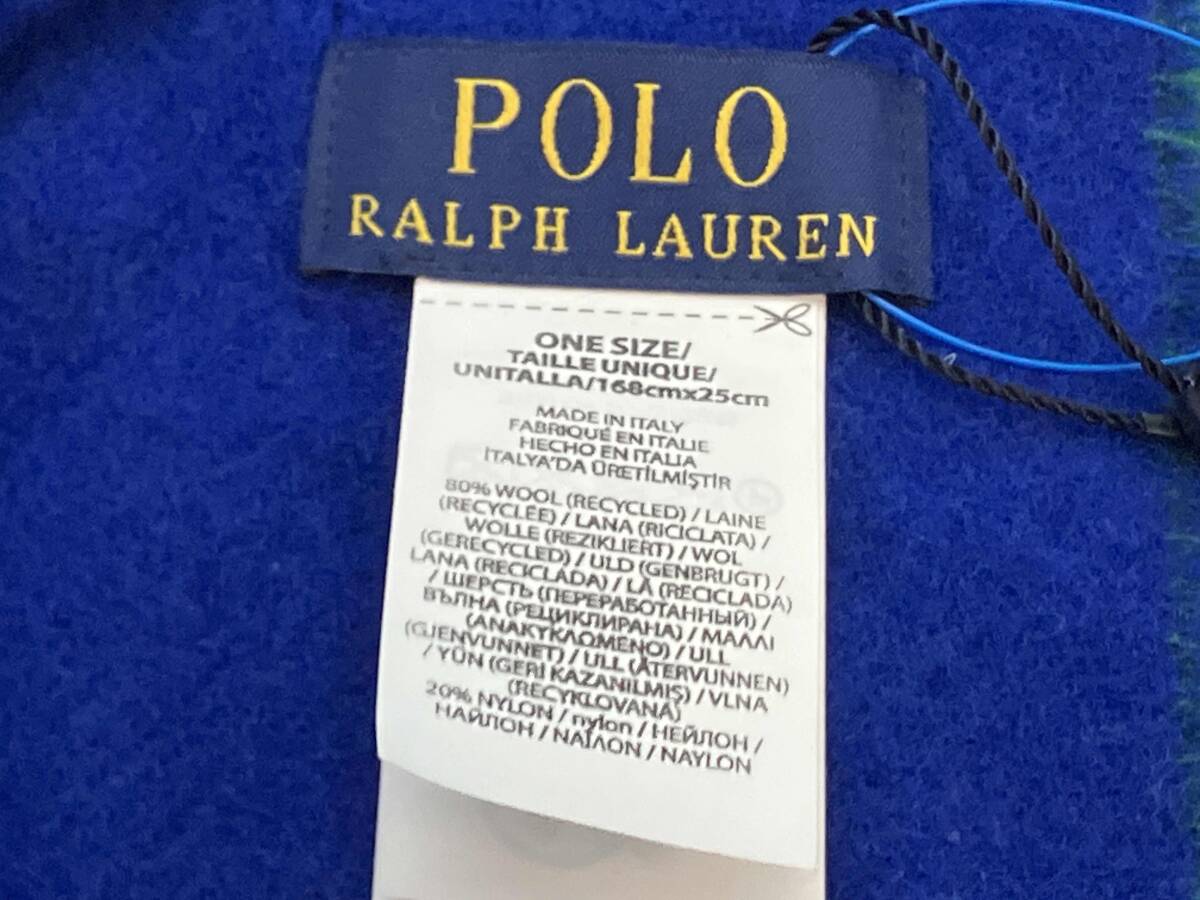 POLO
RALPH LAUREN
ONE SIZE/
TAILLE UNIQUE/
UNITALLA/168cmx25cm
MADE IN ITALY
FABRIQUÉ EN ITALIE
HECHO EN ITALIA
İTALYA'DA ÜRETİLMİŞTİR
80% WOOL (RECYCLED) / LAINE
(RECYCLÉE) / LANA (RICICLATA) /
WOLLE (REZIKLIERT) / WOL
(GERECYCLED) / ULD (GENBRUGT) /
LANA (RECICLADA) / LÃ (RECICLADA)
/ ШЕРСТЬ (ПЕРЕРАБОТАННЫЙ) /
ВЪЛНА (РЕЦИКЛИРАНА) / ΜΑΛΛΙ
(ΑΝΑΚΥΚΛΩΜΕΝΟ) / ULL
(GJENVUNNET) / ULL (ÅTERVUNNEN)
/ YÜN (GERİ KAZANILMIŞ) / VLNA
(RECYKLOVANÁ)
20% NYLON / nylon / НЕЙЛОН /
НАЙЛОН / ΝΑΪΛΟΝ / NAYLON